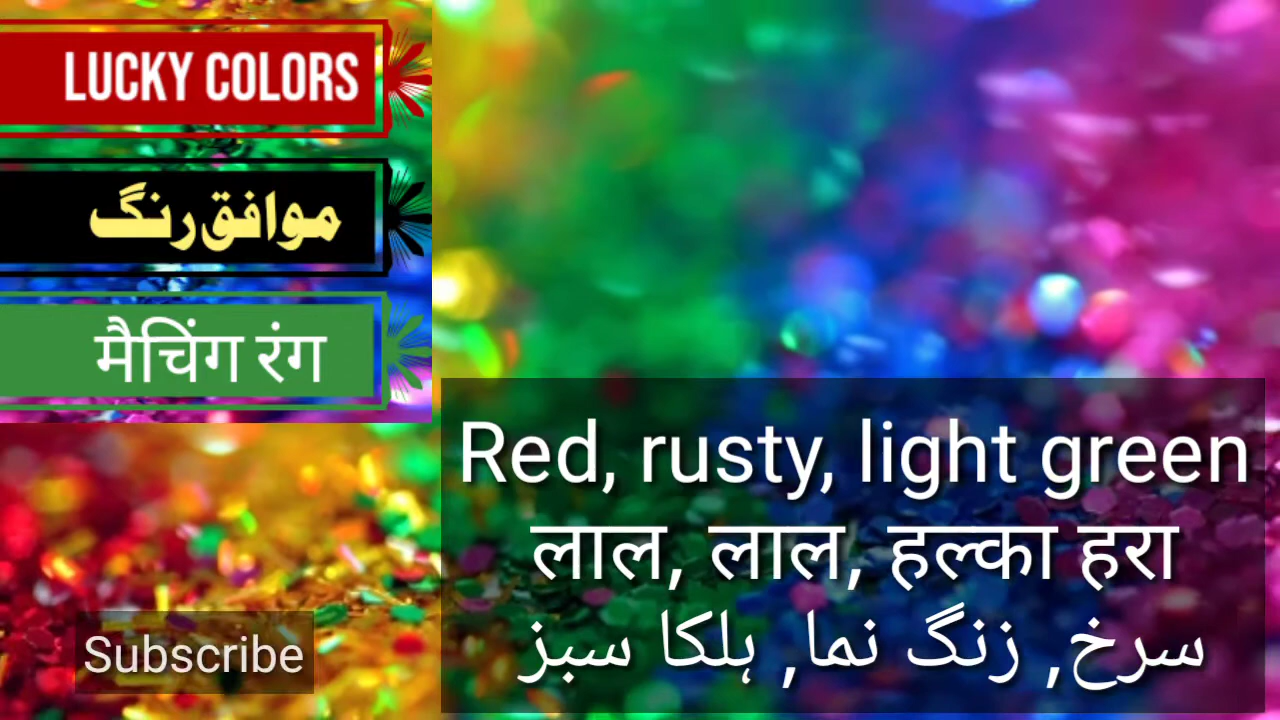 LUCKY COLORS
موافق رنگ
मैचिंग रंग
Red, rusty, light green
लाल, लाल, हल्का हरा
سرخ, زنگ نما, ہلکا سبز
Subscribe